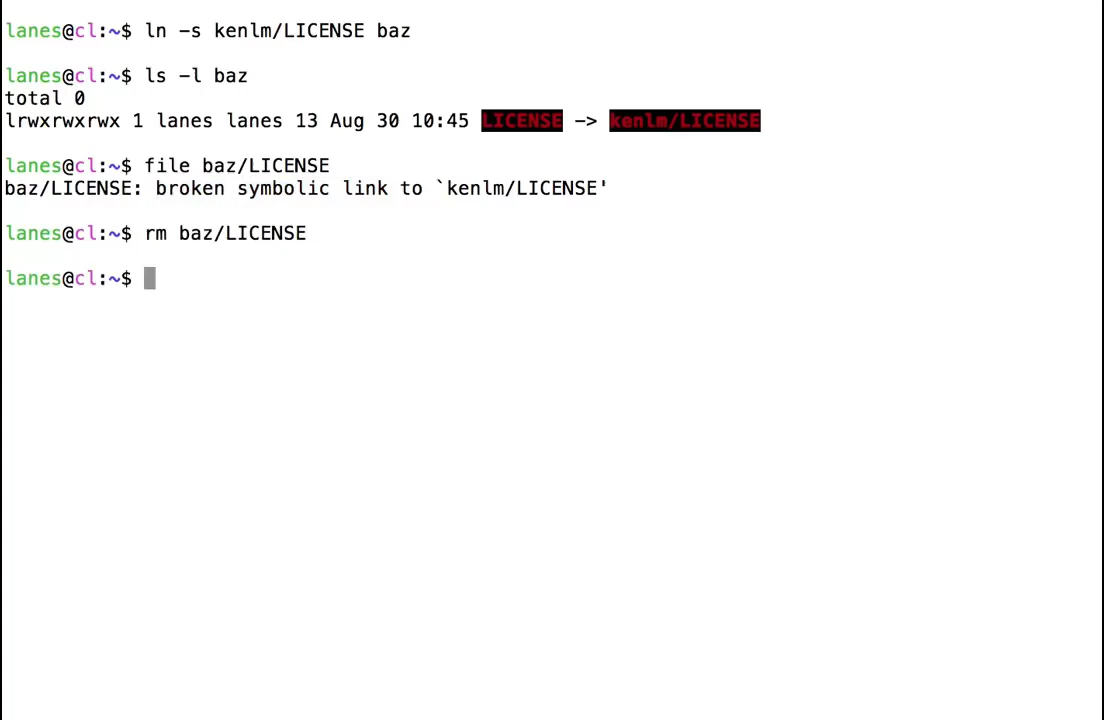 lanes@cl:~$ ln -s kenlm/LICENSE baz
lanes@cl:~$ ls -l baz
total 0
lrwxrwxrwx 1 lanes lanes 13 Aug 30 10:45 LICENSE -> kenlm/LICENSE
lanes@cl:~$ file baz/LICENSE
baz/LICENSE: broken symbolic link to `kenlm/LICENSE'
lanes@cl:~$ rm baz/LICENSE
lanes@cl:~$